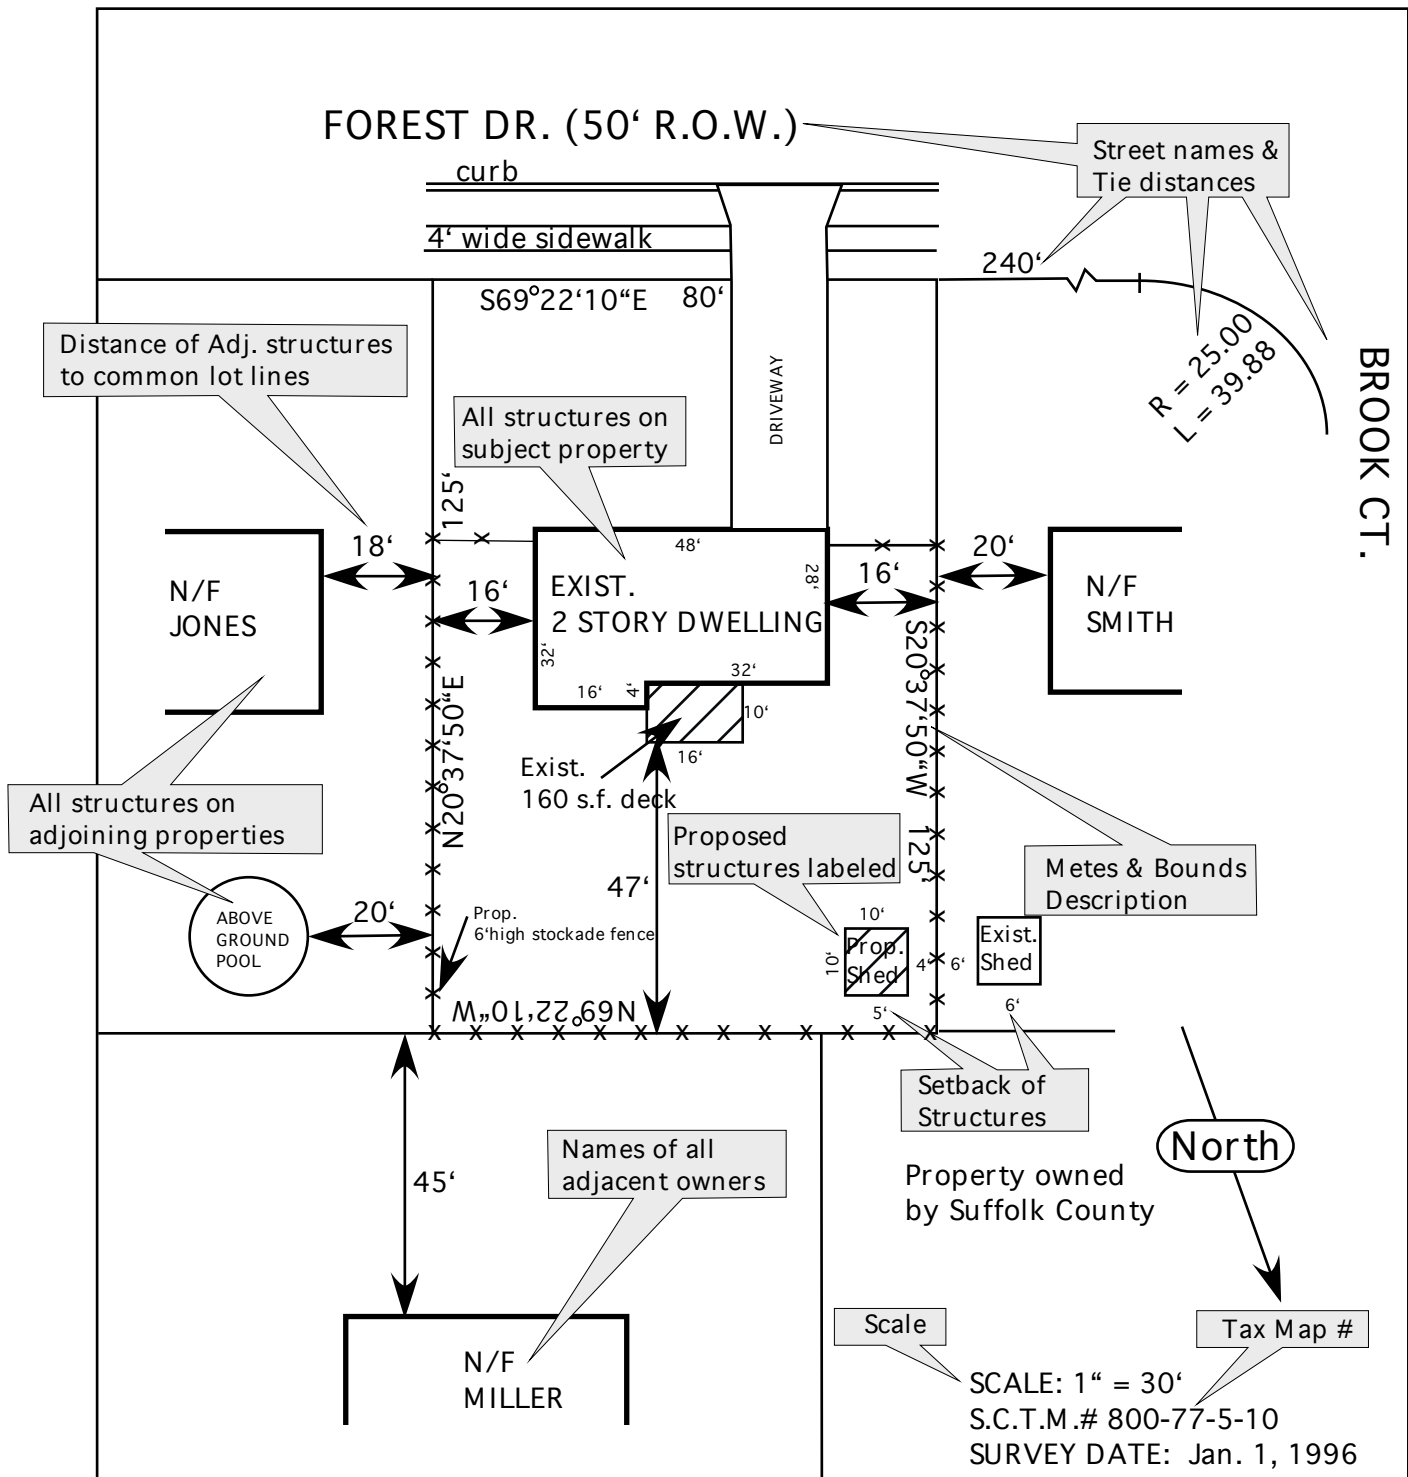 FOREST DR. (50‘ R.O.W.)
curb
4‘ wide sidewalk
Street names &
Tie distances
240‘
S69°22‘10“E 80‘
R = 25.00
L = 39.88
BROOK CT.
Distance of Adj. structures
to common lot lines
All structures on
subject property
DRIVEWAY
125‘
18‘
N/F
JONES
16‘
48‘
28‘
EXIST.
2 STORY DWELLING
32‘
16‘
4‘
32‘
16‘
20‘
N/F
SMITH
10‘
16‘
Exist.
160 s.f. deck
N20°37‘50“E
S20°37‘50“W
125‘
All structures on
adjoining properties
Proposed
structures labeled
Metes & Bounds
Description
47‘
ABOVE
GROUND
POOL
20‘
Prop.
6‘high stockade fence
10‘
10‘
Prop.
Shed
4‘
6‘
Exist.
Shed
5‘
6‘
N69°22‘10“W
Setback of
Structures
45‘
Names of all
adjacent owners
Property owned
by Suffolk County
North
N/F
MILLER
Scale
Tax Map #
SCALE: 1“ = 30‘
S.C.T.M.# 800-77-5-10
SURVEY DATE: Jan. 1, 1996